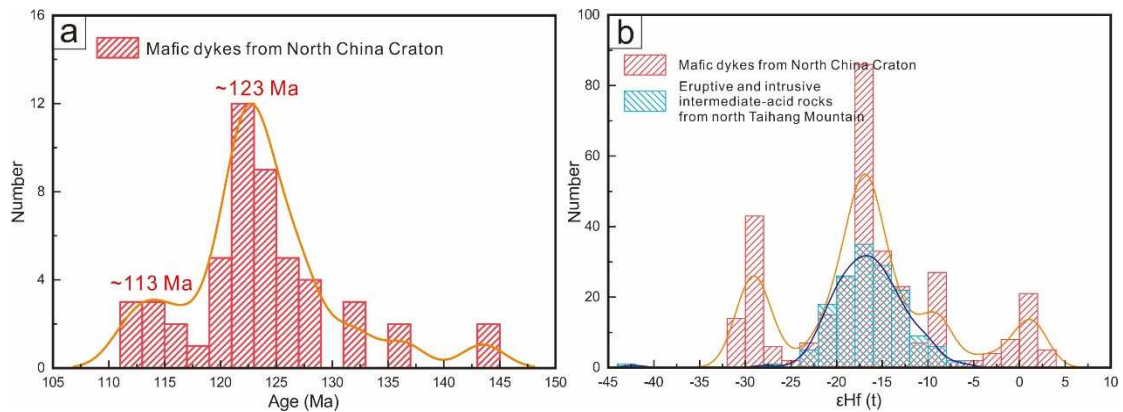 a
Mafic dykes from North China Craton
~123 Ma
~113 Ma
Number
16
12
8
4
0
105 110 115 120 125 130 135 140 145 150
Age (Ma)
b
Mafic dykes from North China Craton
Eruptive and intrusive
intermediate-acid rocks
from north Taihang Mountain
Number
100
80
60
40
20
0
-45 -40 -35 -30 -25 -20 -15 -10 -5 0 5 10
εHf (t)